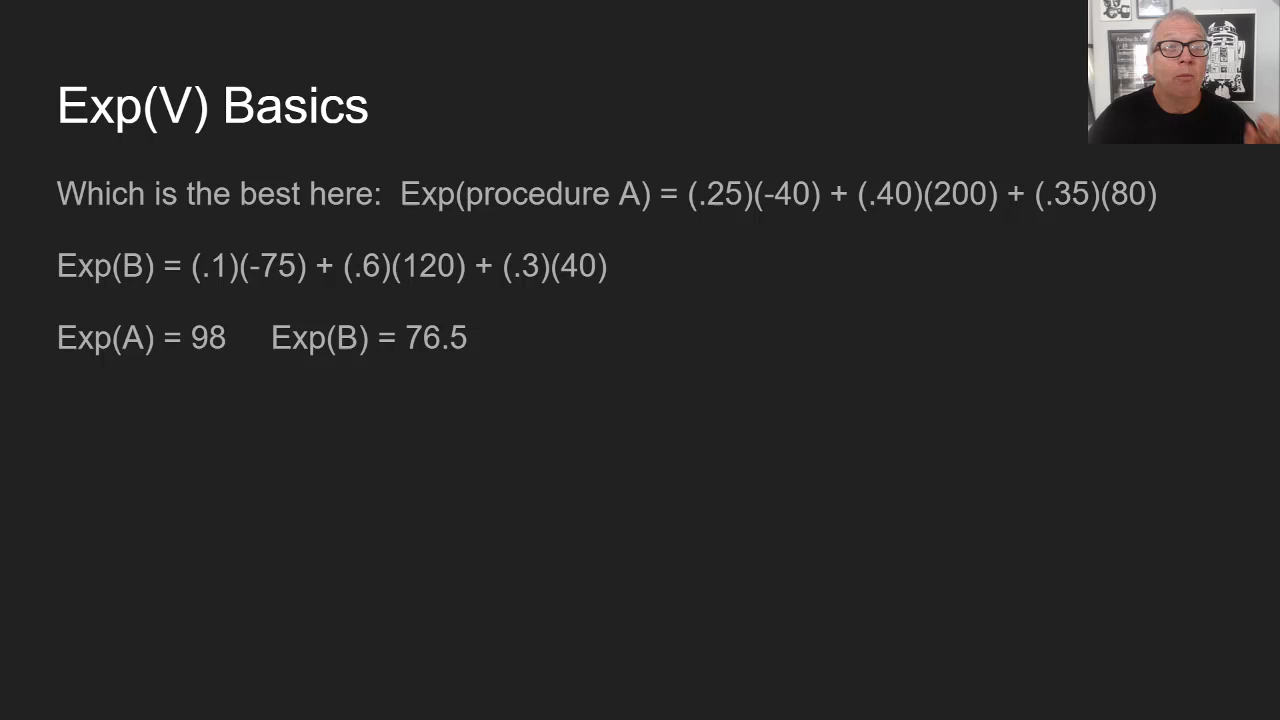 Exp(V) Basics
Which is the best here:  Exp(procedure A) = (.25)(-40) + (.40)(200) + (.35)(80)
Exp(B) = (.1)(-75) + (.6)(120) + (.3)(40)
Exp(A) = 98     Exp(B) = 76.5